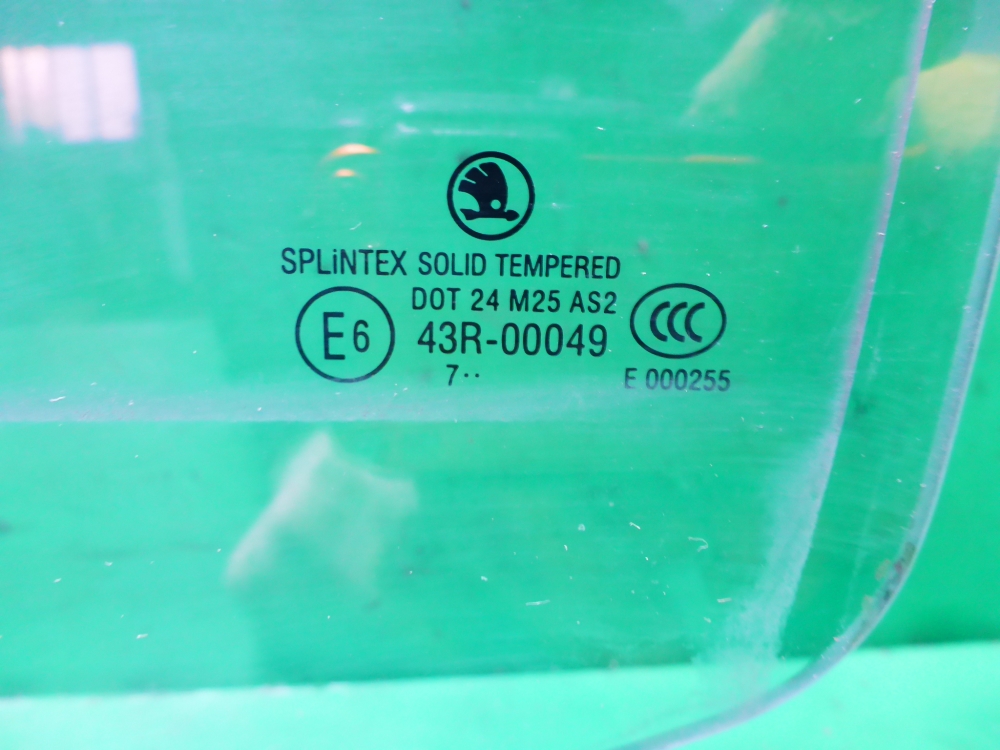 SPLiNTEX SOLID TEMPERED
DOT 24 M25 AS2
E6 43R-00049 CCC
7.. E 000255